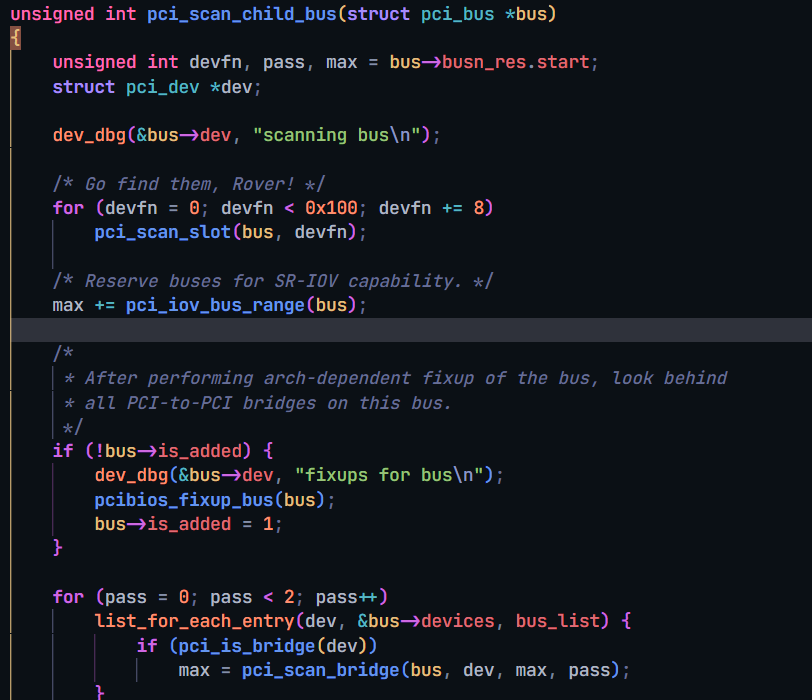 unsigned int pci_scan_child_bus(struct pci_bus *bus)
{
    unsigned int devfn, pass, max = bus->busn_res.start;
    struct pci_dev *dev;

    dev_dbg(&bus->dev, "scanning bus\n");

    /* Go find them, Rover! */
    for (devfn = 0; devfn < 0x100; devfn += 8)
        pci_scan_slot(bus, devfn);

    /* Reserve buses for SR-IOV capability. */
    max += pci_iov_bus_range(bus);

    /*
     * After performing arch-dependent fixup of the bus, look behind
     * all PCI-to-PCI bridges on this bus.
     */
    if (!bus->is_added) {
        dev_dbg(&bus->dev, "fixups for bus\n");
        pcibios_fixup_bus(bus);
        bus->is_added = 1;
    }

    for (pass = 0; pass < 2; pass++)
        list_for_each_entry(dev, &bus->devices, bus_list) {
            if (pci_is_bridge(dev))
                max = pci_scan_bridge(bus, dev, max, pass);
        }